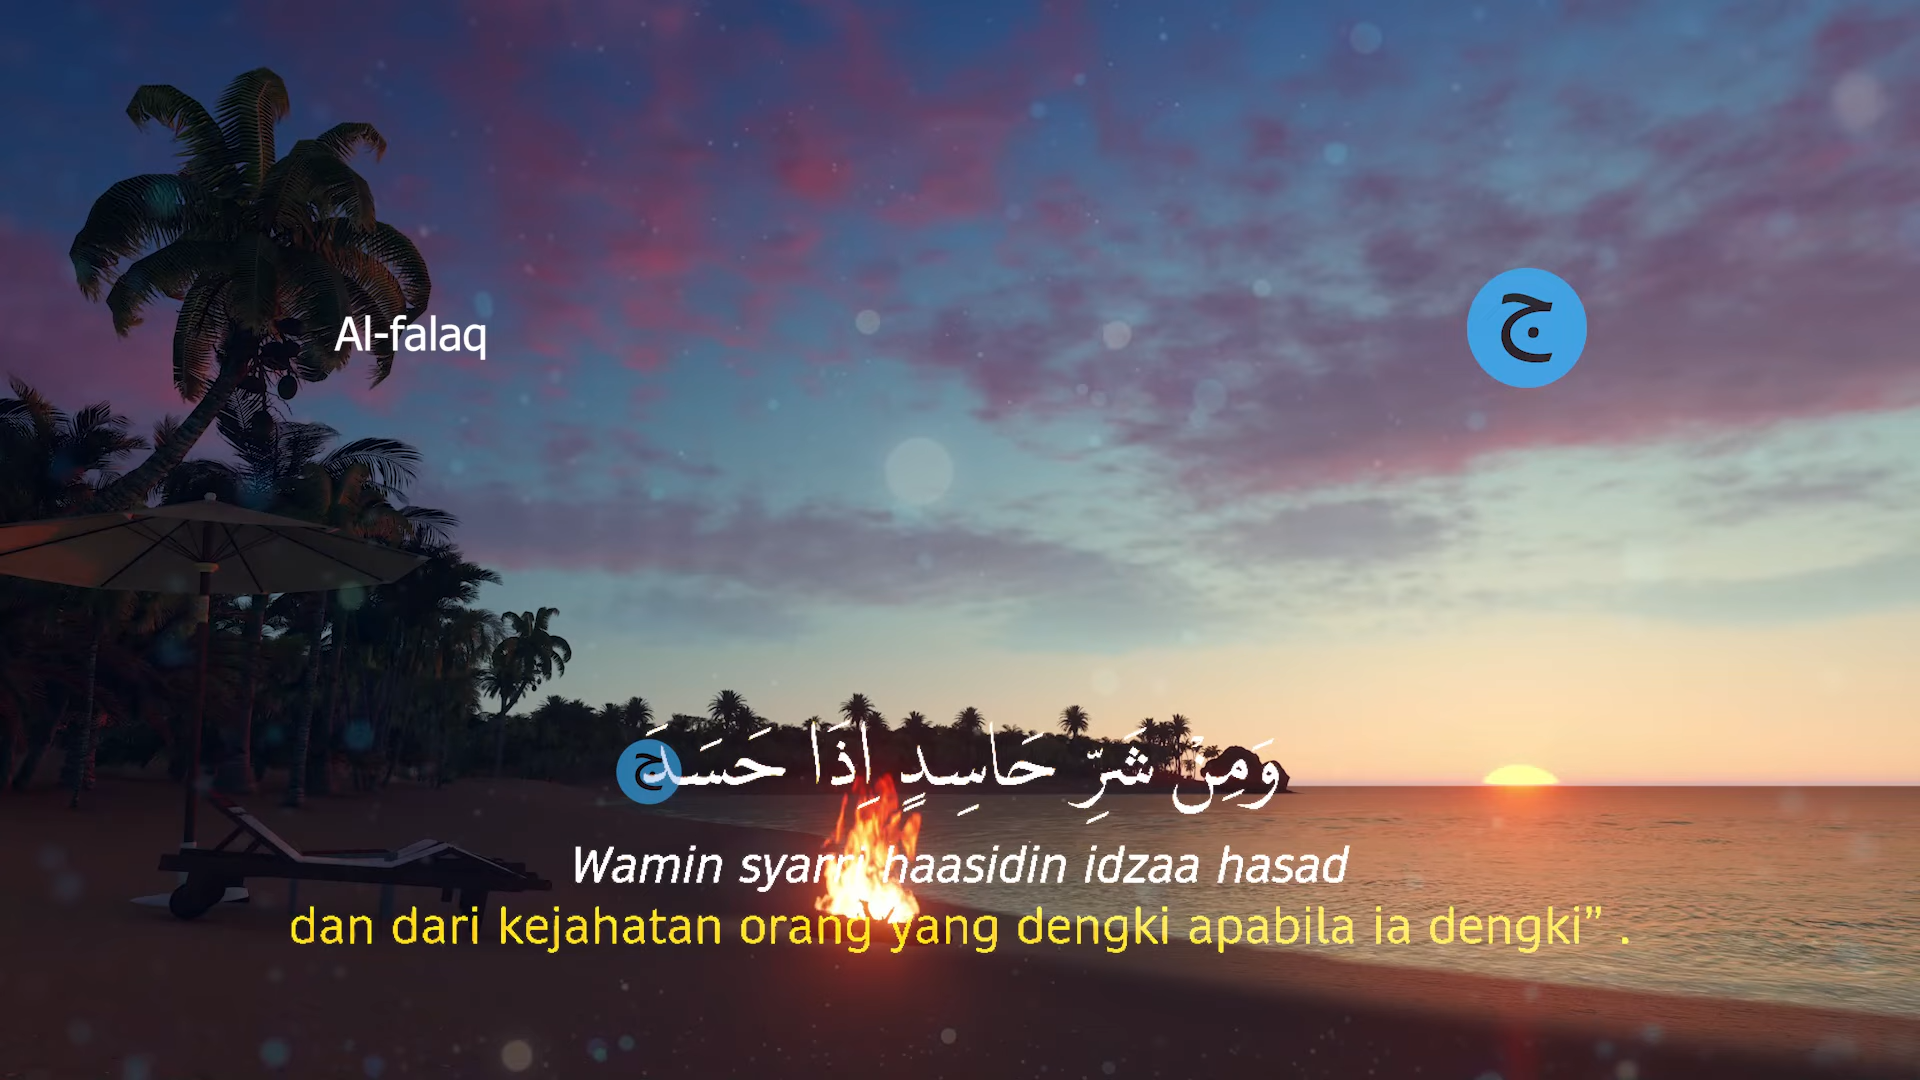 Al-falaq
ج
وَمِنْ شَرِّ حَاسِدٍ اِذَا حَسَدَ ج
Wamin syarri haasidin idzaa hasad
dan dari kejahatan orang yang dengki apabila ia dengki” .